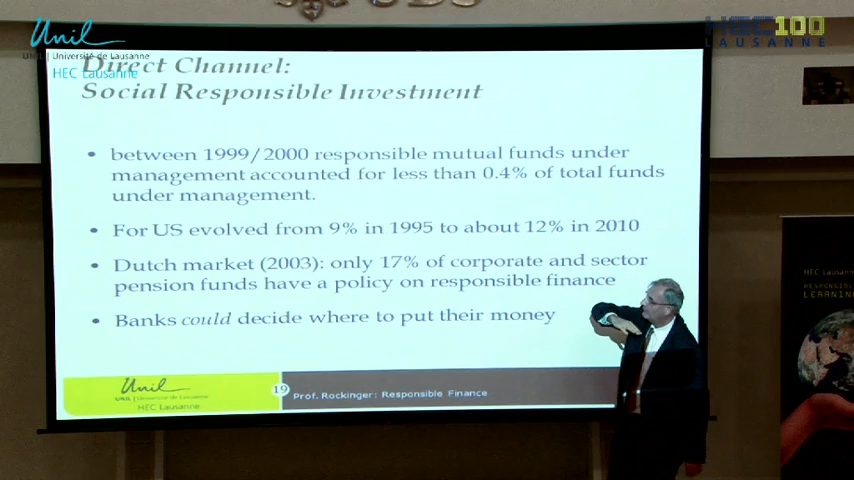 HEC100
LAUSANNE
Unil
UNIL | Université de Lausanne
HEC Lausanne
Direct Channel:
Social Responsible Investment
• between 1999/2000 responsible mutual funds under
management accounted for less than 0.4% of total funds
under management.
• For US evolved from 9% in 1995 to about 12% in 2010
• Dutch market (2003): only 17% of corporate and sector
pension funds have a policy on responsible finance
• Banks could decide where to put their money
Unil
UNIL | Université de Lausanne
HEC Lausanne
19
Prof. Rockinger: Responsible Finance
HEC Lausanne
RESPONSIBLE
LEARNING